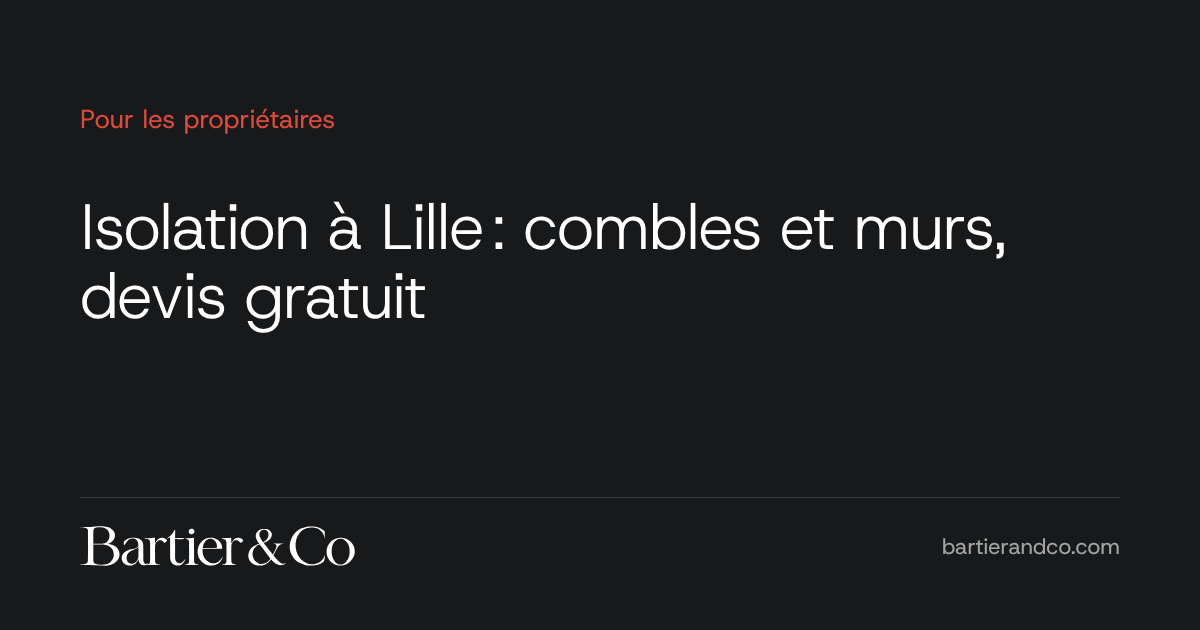 Pour les propriétaires
Isolation à Lille : combles et murs,
devis gratuit
Bartier & Co
bartierandco.com